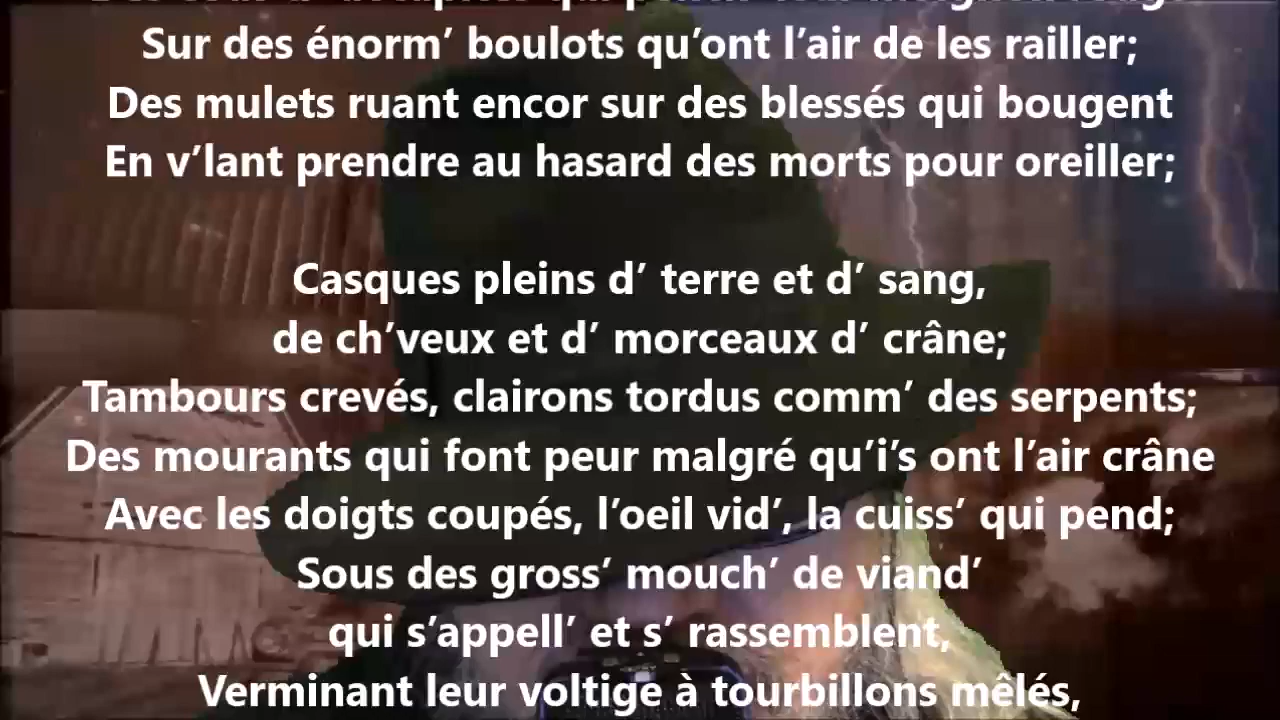 Sur des énorm’ boulots qu’ont l’air de les railler;
Des mulets ruant encor sur des blessés qui bougent
En v’lant prendre au hasard des morts pour oreiller;
Casques pleins d’ terre et d’ sang,
de ch’veux et d’ morceaux d’ crâne;
Tambours crevés, clairons tordus comm’ des serpents;
Des mourants qui font peur malgré qu’i’s ont l’air crâne
Avec les doigts coupés, l’oeil vid’, la cuiss’ qui pend;
Sous des gross’ mouch’ de viand’
qui s’appell’ et s’ rassemblent,
Verminant leur voltige à tourbillons mêlés,